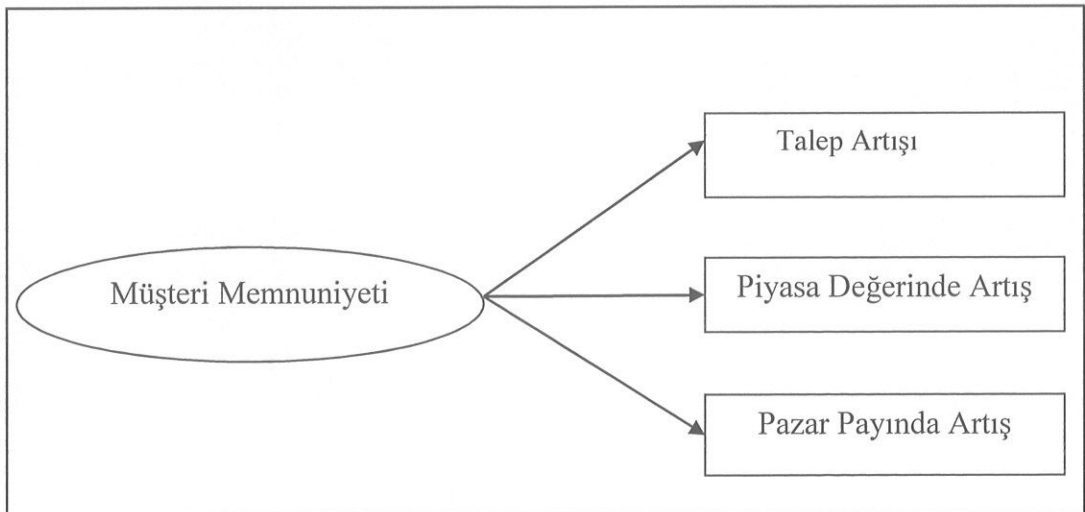 Talep Artışı
Müşteri Memnuniyeti
Piyasa Değerinde Artış
Pazar Payında Artış